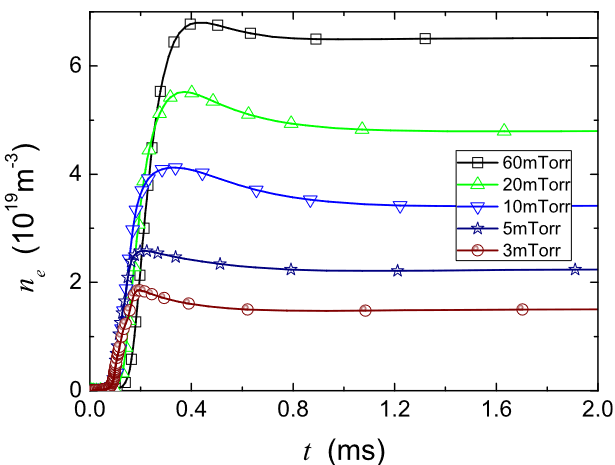 6
4
2
0
0.0 0.4 0.8 1.2 1.6 2.0
n_e (10^19 m^-3)
t (ms)
60mTorr
20mTorr
10mTorr
5mTorr
3mTorr